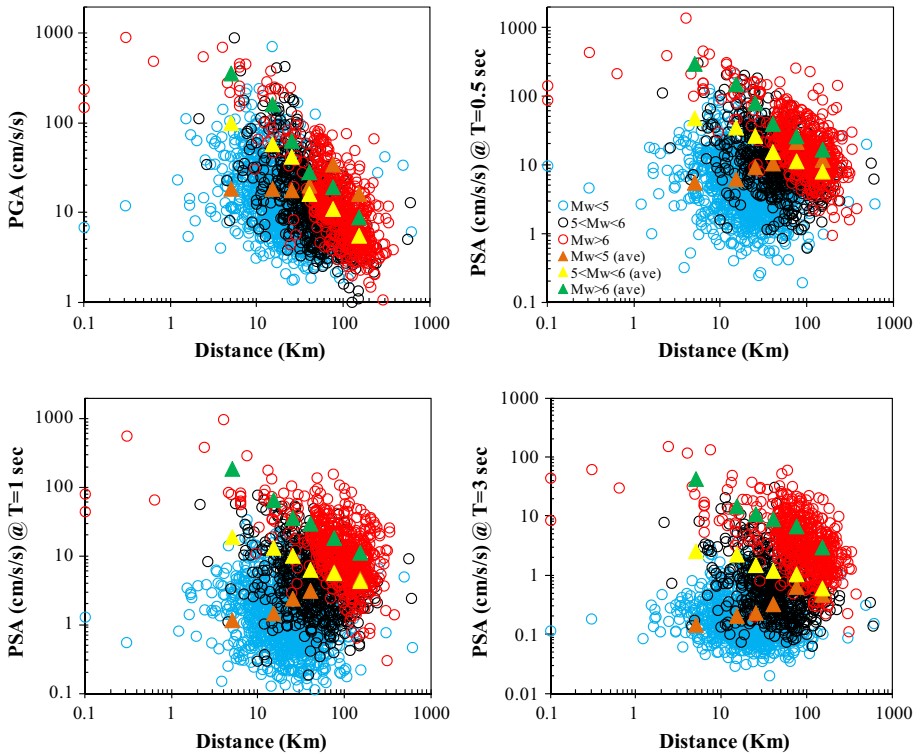 1000
100
10
1
0.1
1
10
100
1000
PGA (cm/s/s)
Distance (Km)
1000
100
10
1
0.1
0.1
1
10
100
1000
PSA (cm/s/s) @ T=0.5 sec
Distance (Km)
Mw<5
5<Mw<6
Mw>6
Mw<5 (ave)
5<Mw<6 (ave)
Mw>6 (ave)
1000
100
10
1
0.1
0.1
1
10
100
1000
PSA (cm/s/s) @ T=1 sec
Distance (Km)
1000
100
10
1
0.1
0.01
0.1
1
10
100
1000
PSA (cm/s/s) @ T=3 sec
Distance (Km)